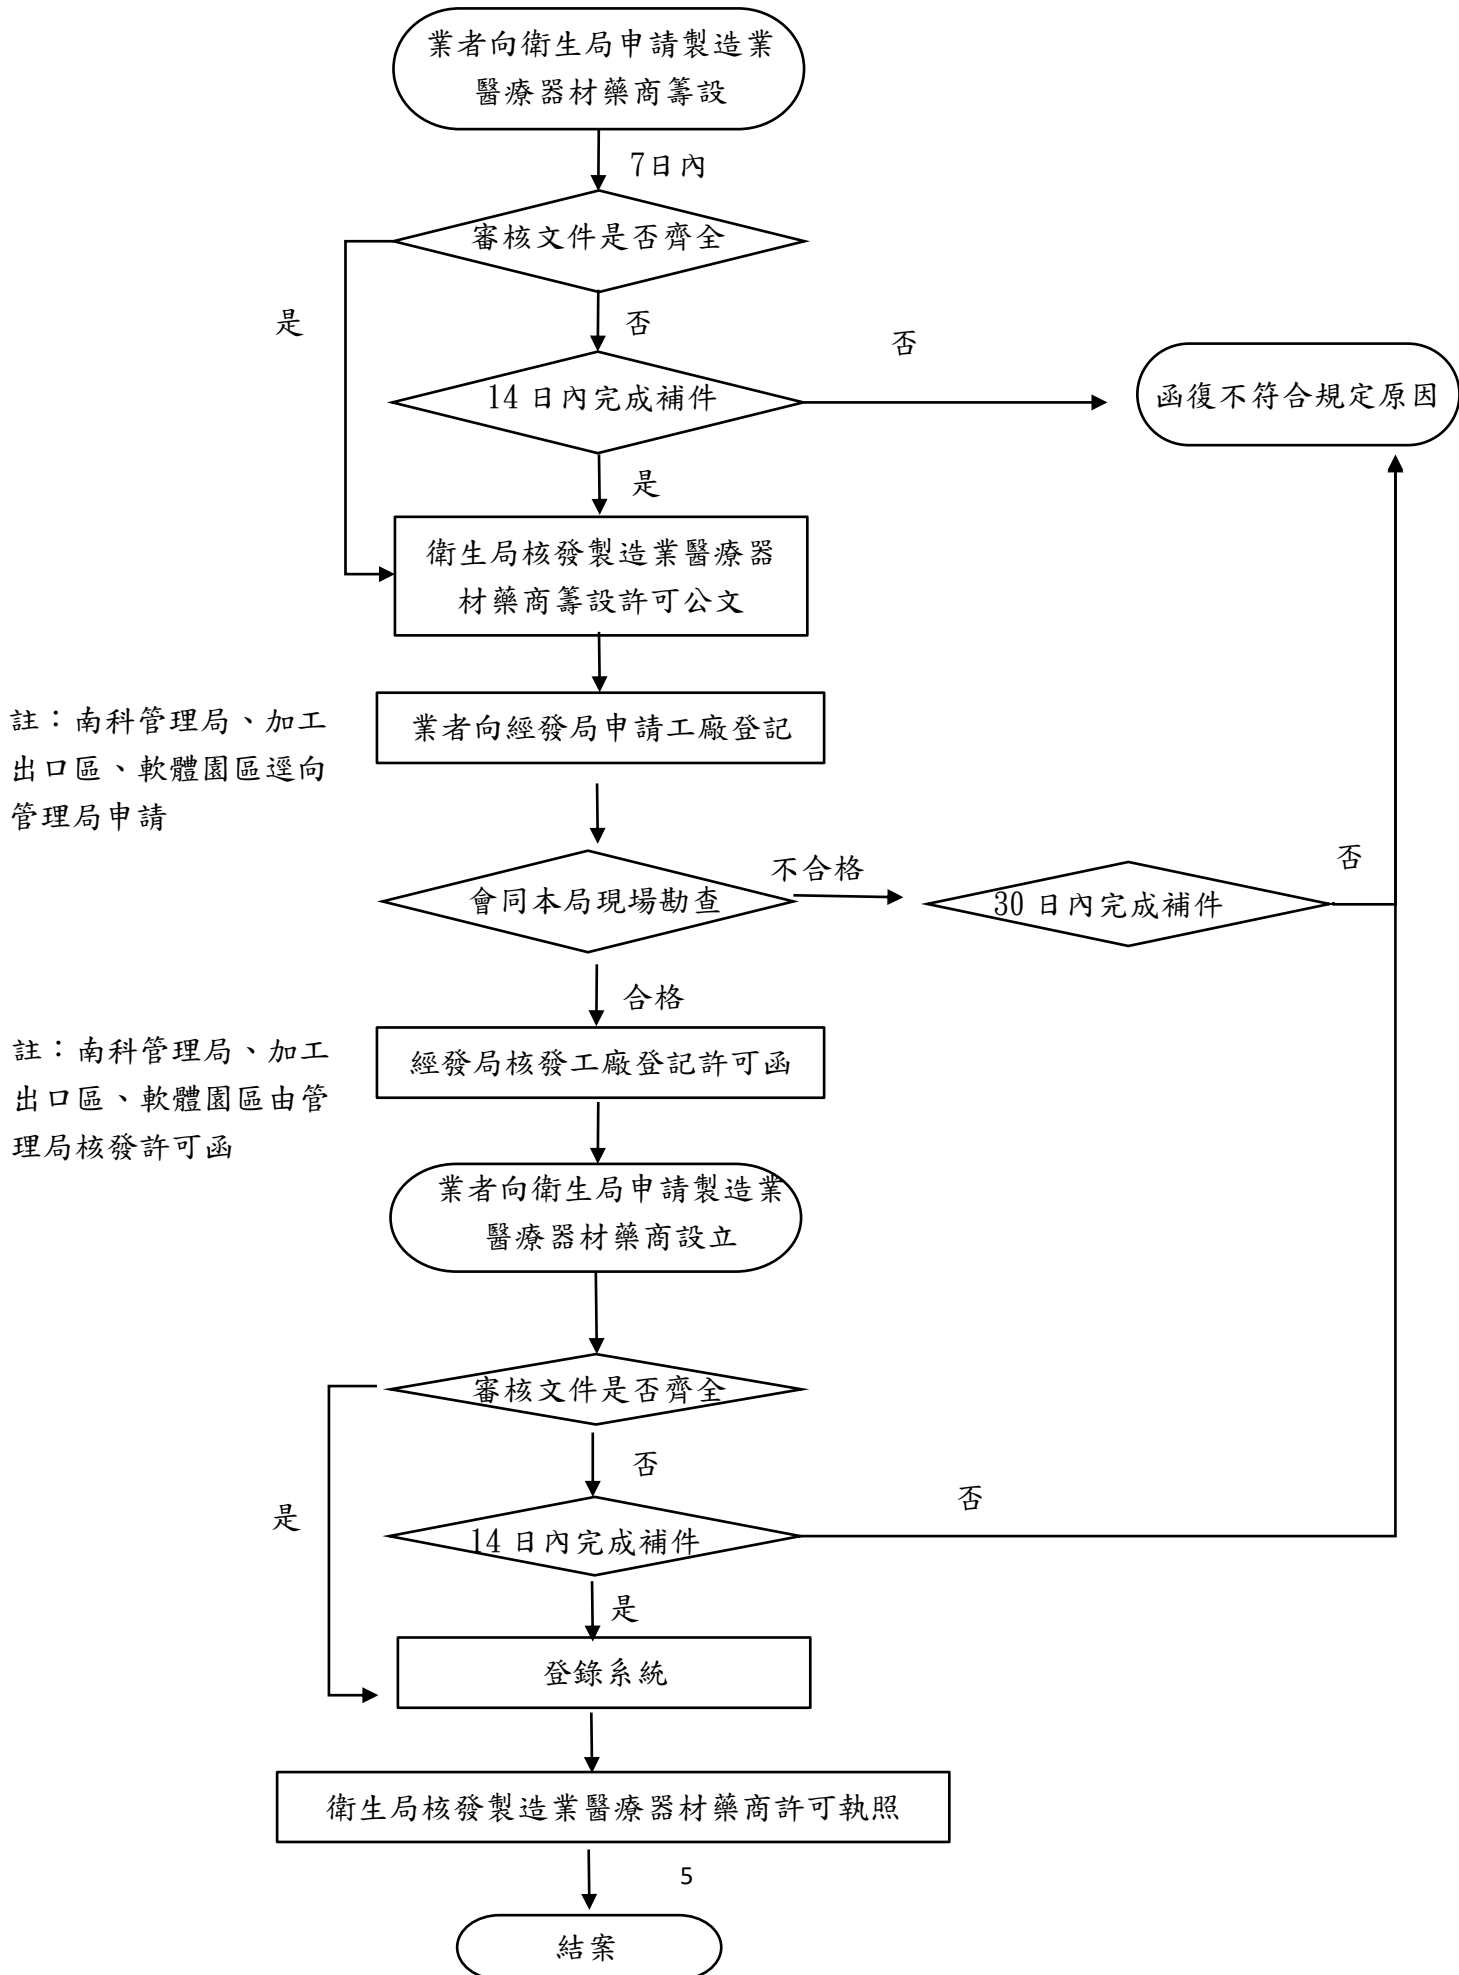 業者向衛生局申請製造業
醫療器材藥商籌設
7日內
審核文件是否齊全
是
否
否
14 日內完成補件
函復不符合規定原因
是
衛生局核發製造業醫療器
材藥商籌設許可公文
註：南科管理局、加工
出口區、軟體園區逕向
管理局申請
業者向經發局申請工廠登記
會同本局現場勘查
不合格
30 日內完成補件
否
合格
註：南科管理局、加工
出口區、軟體園區由管
理局核發許可函
經發局核發工廠登記許可函
業者向衛生局申請製造業
醫療器材藥商設立
審核文件是否齊全
是
否
否
14 日內完成補件
是
登錄系統
衛生局核發製造業醫療器材藥商許可執照
5
結案